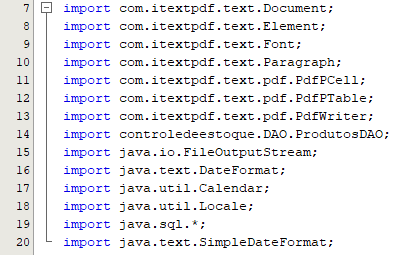 7 import com.itextpdf.text.Document;
8 import com.itextpdf.text.Element;
9 import com.itextpdf.text.Font;
10 import com.itextpdf.text.Paragraph;
11 import com.itextpdf.text.pdf.PdfPCell;
12 import com.itextpdf.text.pdf.PdfPTable;
13 import com.itextpdf.text.pdf.PdfWriter;
14 import controledeestoque.DAO.ProdutosDAO;
15 import java.io.FileOutputStream;
16 import java.text.DateFormat;
17 import java.util.Calendar;
18 import java.util.Locale;
19 import java.sql.*;
20 import java.text.SimpleDateFormat;